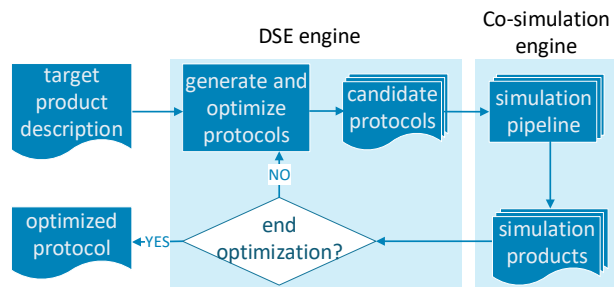 DSE engine
Co-simulation
engine
target
product
description
generate and
optimize
protocols
candidate
protocols
simulation
pipeline
NO
optimized
protocol
YES
end
optimization?
simulation
products